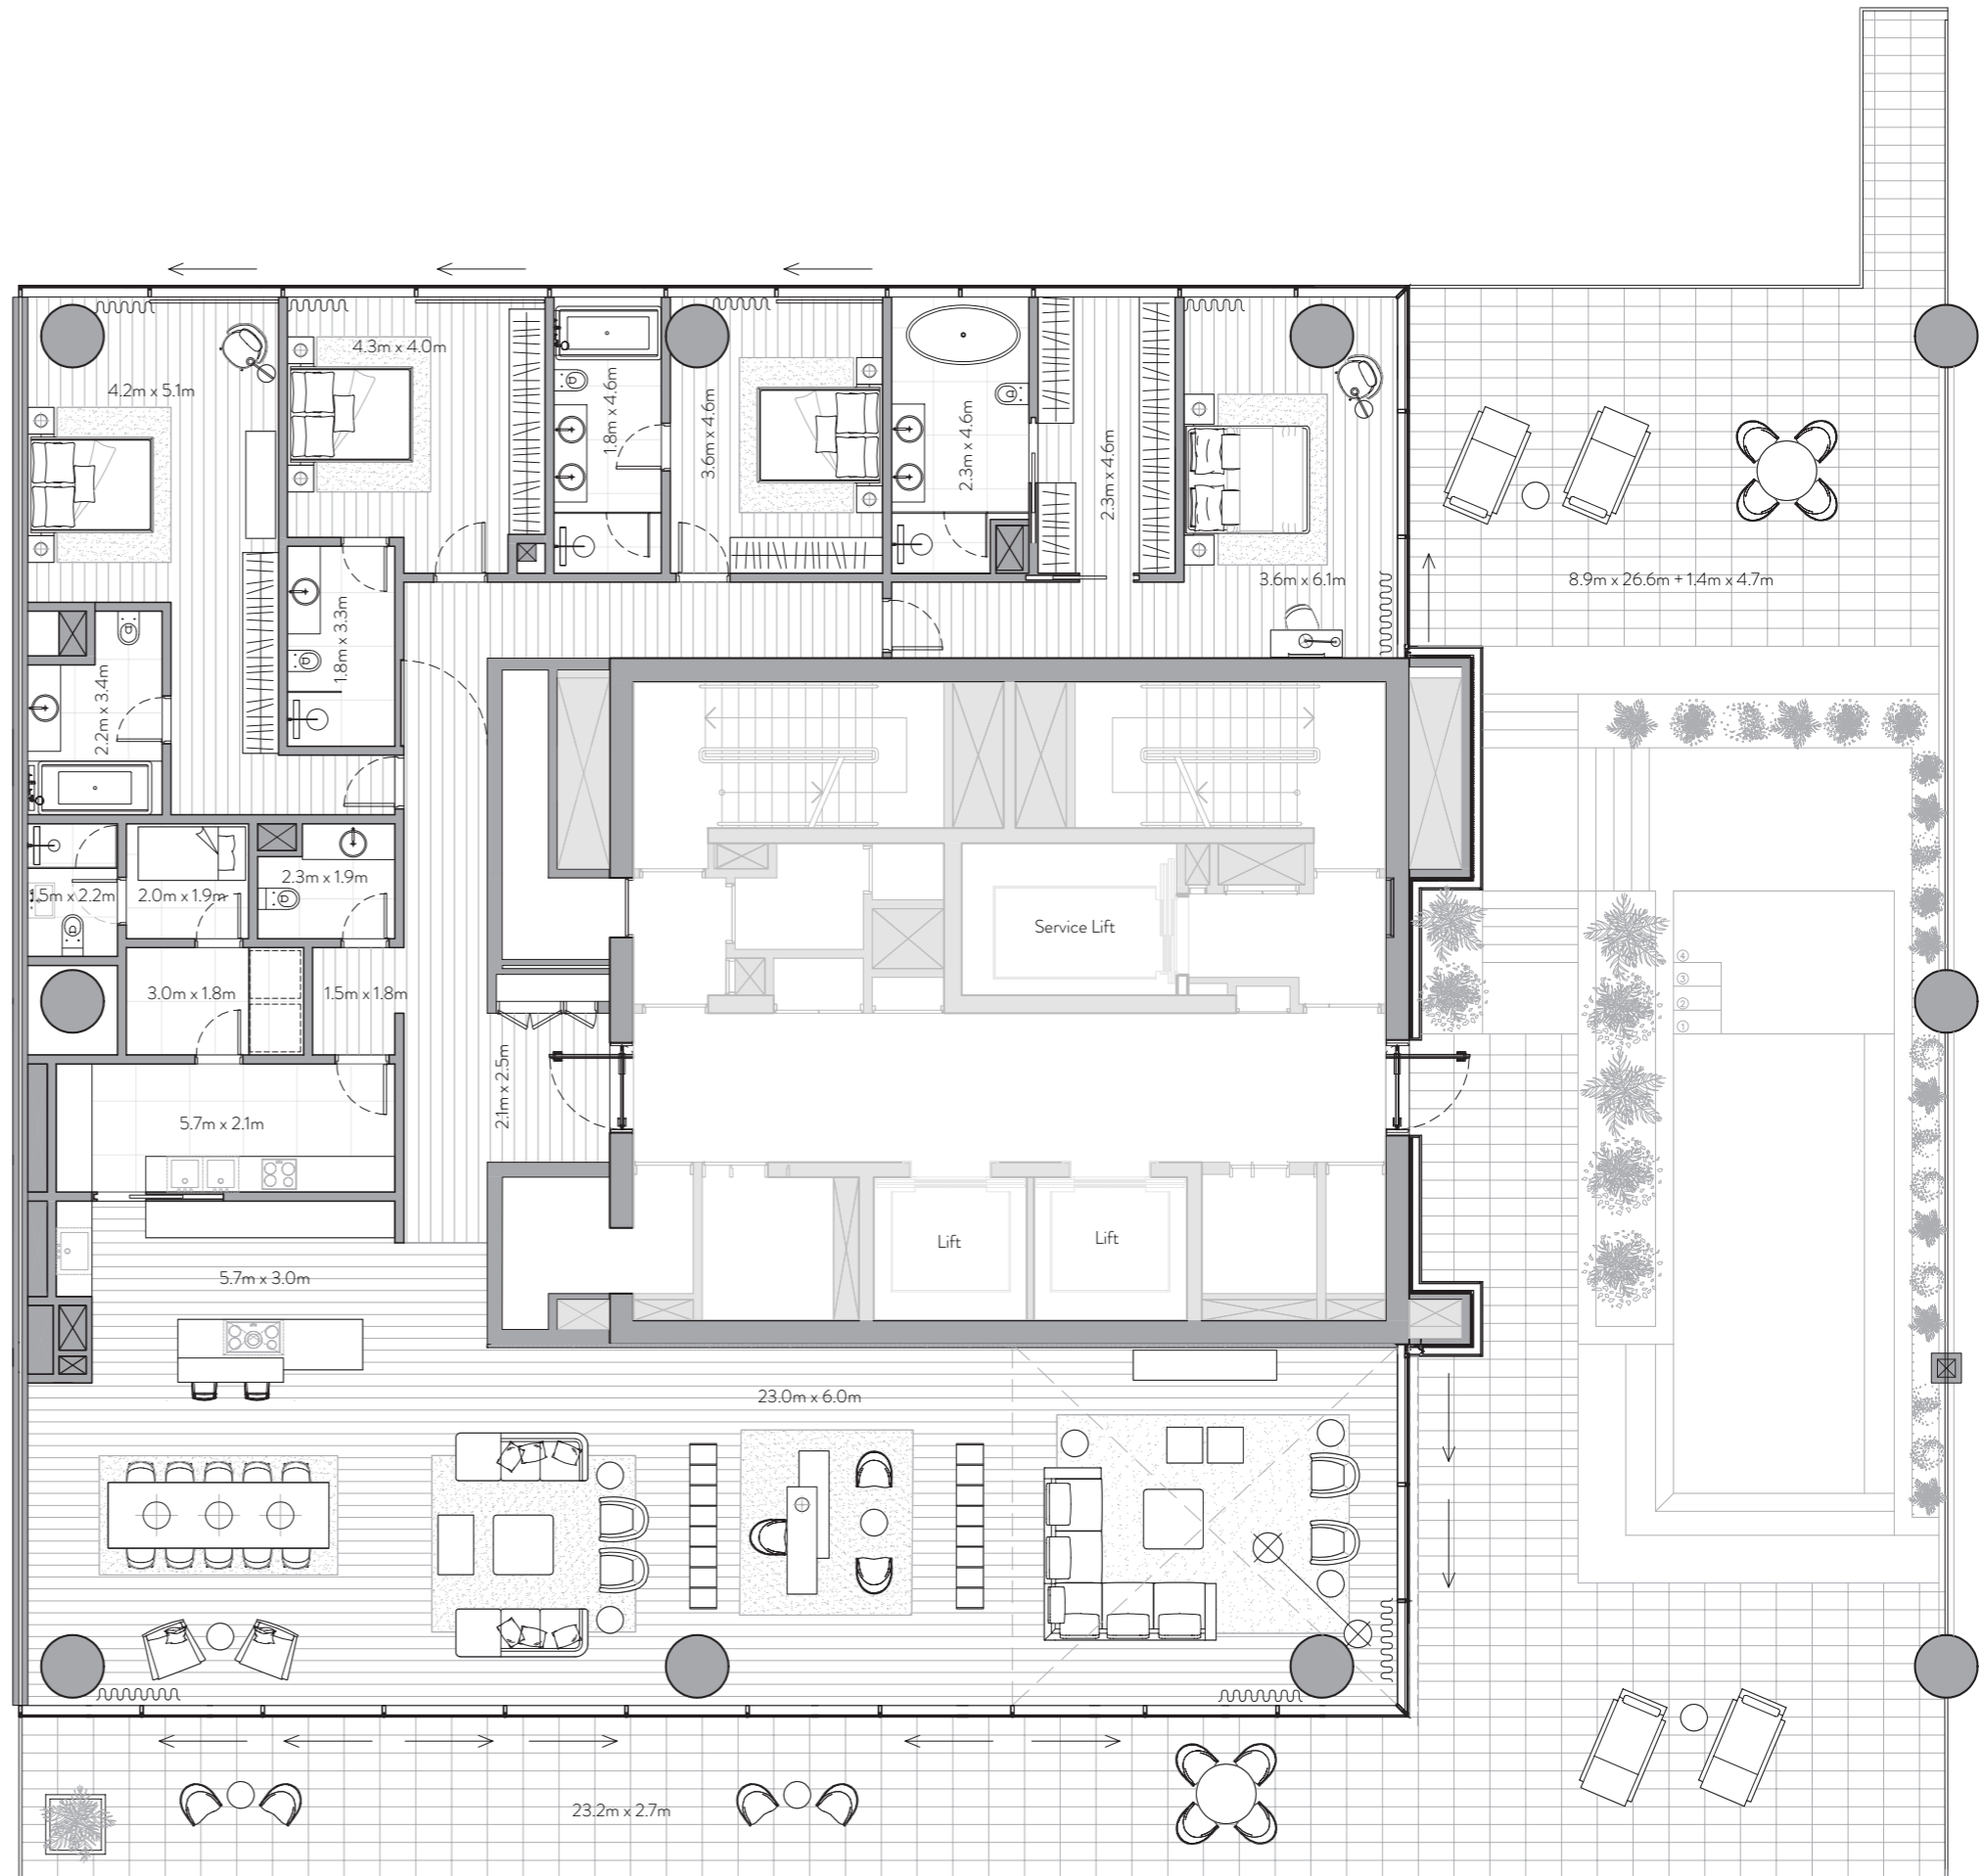 4.3m x 4.0m
4.2m x 5.1m
1.8m x 4.6m
3.6m x 4.6m
2.3m x 4.6m
2.3m x 4.6m
3.6m x 6.1m
8.9m x 26.6m + 1.4m x 4.7m
1.8m x 3.3m
2.2m x 3.4m
1.5m x 2.2m
2.0m x 1.9m
2.3m x 1.9m
Service Lift
3.0m x 1.8m
1.5m x 1.8m
4
3
2
1
2.1m x 2.5m
5.7m x 2.1m
Lift
Lift
5.7m x 3.0m
23.0m x 6.0m
23.2m x 2.7m